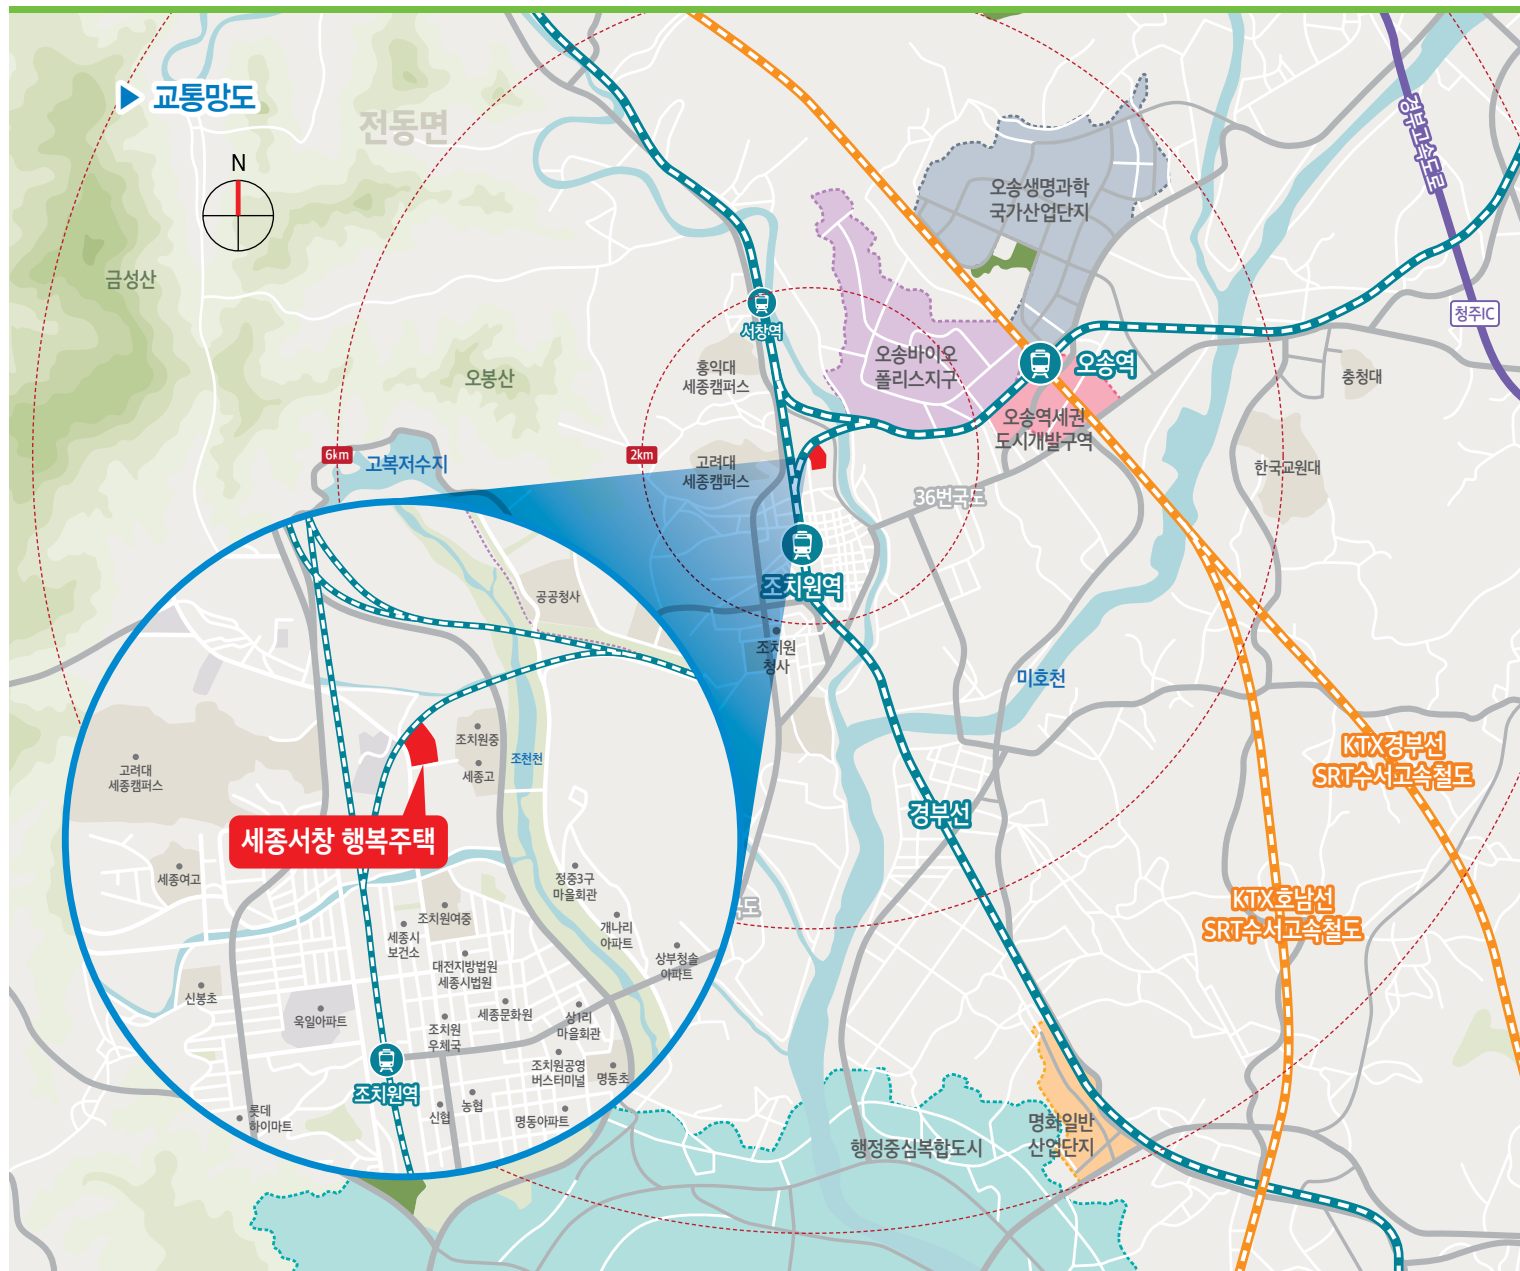 교통망도
N
전동면
경부고속도로
오송생명과학
국가산업단지
금성산
청주IC
서창역
오송바이오
폴리스지구
오송역
홍익대
세종캠퍼스
오봉산
충청대
오송역세권
도시개발구역
6km
고복저수지
2km
고려대
세종캠퍼스
한국교원대
36번국도
조치원역
공공청사
조치원
청사
미호천
조치원중
조천천
세종고
고려대
세종캠퍼스
KTX경부선
SRT수서고속철도
경부선
세종서창 행복주택
세종여고
정중3구
마을회관
KTX호남선
SRT수서고속철도
조치원여중
개나리
아파트
세종시
보건소
상부청솔
아파트
대전지방법원
세종시법원
신봉초
욱일아파트
세종문화원
상1리
마을회관
조치원
우체국
조치원공영
버스터미널
명동초
조치원역
농협
신협
롯데
하이마트
명동아파트
행정중심복합도시
명화일반
산업단지